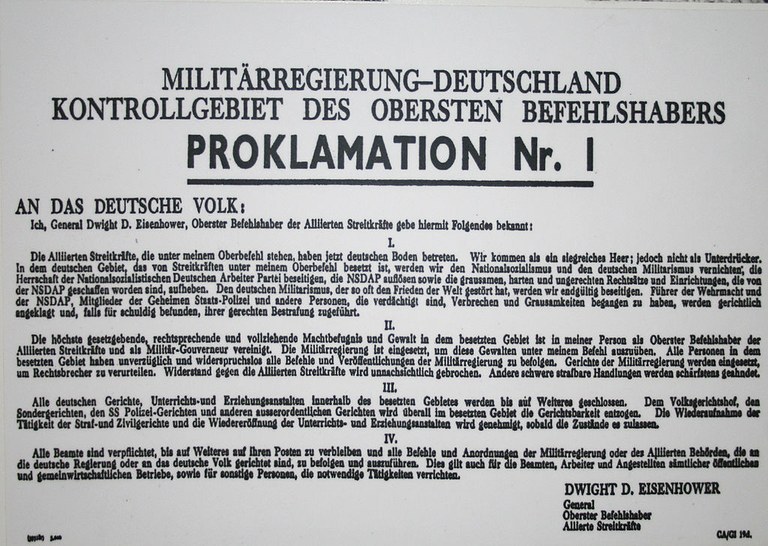 MILITÄRREGIERUNG–DEUTSCHLAND
KONTROLLGEBIET DES OBERSTEN BEFEHLSHABERS
PROKLAMATION Nr. I
AN DAS DEUTSCHE VOLK:
Ich, General Dwight D. Eisenhower, Oberster Befehlshaber der Alliierten Streitkräfte gebe hiermit Folgendes bekannt:
I.
Die Alliierten Streitkräfte, die unter meinem Oberbefehl stehen, haben jetzt deutschen Boden betreten. Wir kommen als ein siegreiches Heer; jedoch nicht als Unterdrücker.
In dem deutschen Gebiet, das von Streitkräften unter meinem Oberbefehl besetzt ist, werden wir den Nationalsozialismus und den deutschen Militarismus vernichten, die
Herrschaft der Nationalsozialistischen Deutschen Arbeiter Partei beseitigen, die NSDAP auflösen sowie die grausamen, harten und ungerechten Rechtsätze und Einrichtungen, die von
der NSDAP geschaffen worden sind, aufheben. Den deutschen Militarismus, der so oft den Frieden der Welt gestört hat, werden wir endgültig beseitigen. Führer der Wehrmacht und
der NSDAP, Mitglieder der Geheimen Staats-Polizei und andere Personen, die verdächtigt sind, Verbrechen und Grausamkeiten begangen zu haben, werden gerichtlich
angeklagt und, falls für schuldig befunden, ihrer gerechten Bestrafung zugeführt.
II.
Die höchste gesetzgebende, rechtsprechende und vollziehende Machtbefugnis und Gewalt in dem besetzten Gebiet ist in meiner Person als Oberster Befehlshaber der
Alliierten Streitkräfte und als Militär-Gouverneur vereinigt. Die Militärregierung ist eingesetzt, um diese Gewalten unter meinem Befehl auszuüben. Alle Personen in dem
besetzten Gebiet haben unverzüglich und widerspruchslos alle Befehle und Veröffentlichungen der Militärregierung zu befolgen. Gerichte der Militärregierung werden eingesetzt,
um Rechtsbrecher zu verurteilen. Widerstand gegen die Alliierten Streitkräfte wird unnachsichtlich gebrochen. Andere schwere strafbare Handlungen werden schärfstens geahndet.
III.
Alle deutschen Gerichte, Unterrichts-und Erziehungsanstalten innerhalb des besetzten Gebietes werden bis auf Weiteres geschlossen. Dem Volksgerichtshof, den
Sondergerichten, den SS Polizei-Gerichten und anderen ausserordentlichen Gerichten wird überall im besetzten Gebiet die Gerichtsbarkeit entzogen. Die Wiederaufnahme der
Tätigkeit der Straf-und Zivilgerichte und die Wiedereröffnung der Unterrichts- und Erziehungsanstalten wird genehmigt, sobald die Zustände es zulassen.
IV.
Alle Beamte sind verpflichtet, bis auf Weiteres auf ihren Posten zu verbleiben und alle Befehle und Anordnungen der Militärregierung oder der Alliierten Behörden, die an
die deutsche Regierung oder an das deutsche Volk gerichtet sind, zu befolgen und auszuführen. Dies gilt auch für die Beamten, Arbeiter und Angestellten sämtlicher öffentlichen
und gemeinwirtschaftlichen Betriebe, sowie für sonstige Personen, die notwendige Tätigkeiten verrichten.
DWIGHT D. EISENHOWER
General
Oberster Befehlshaber
Alliierte Streitkräfte
CA/GI 19d.